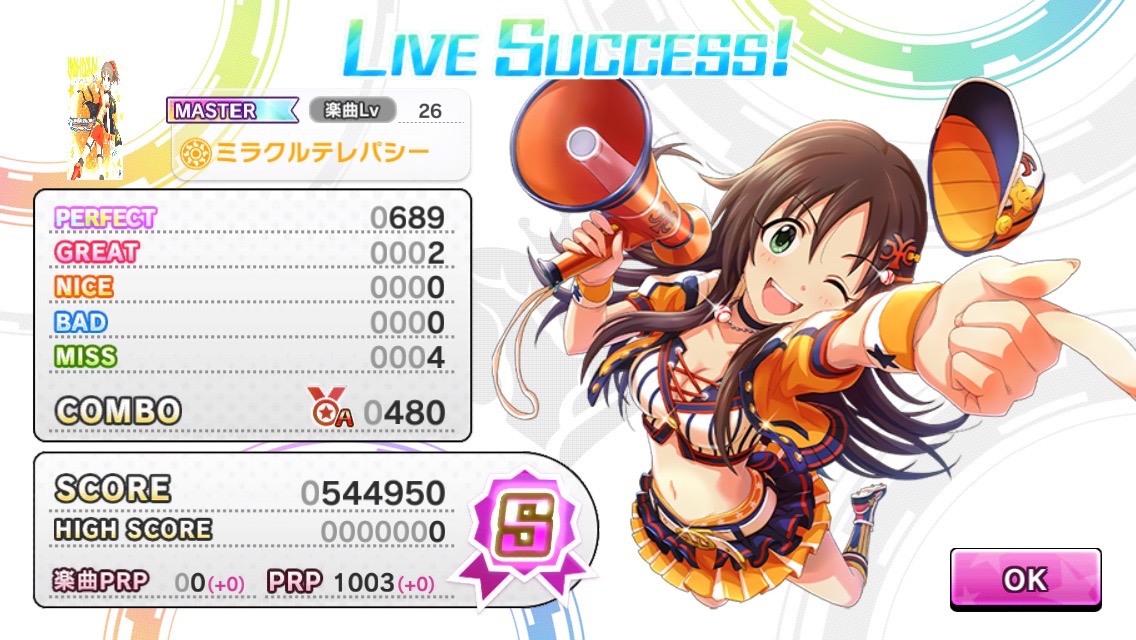 LIVE SUCCESS!
MASTER 楽曲Lv 26
ミラクルテレパシー
PERFECT 0689
GREAT 0002
NICE 0000
BAD 0000
MISS 0004
COMBO A 0480
SCORE 0544950
HIGH SCORE 0000000
S
楽曲PRP 00(+0) PRP 1003(+0)
OK